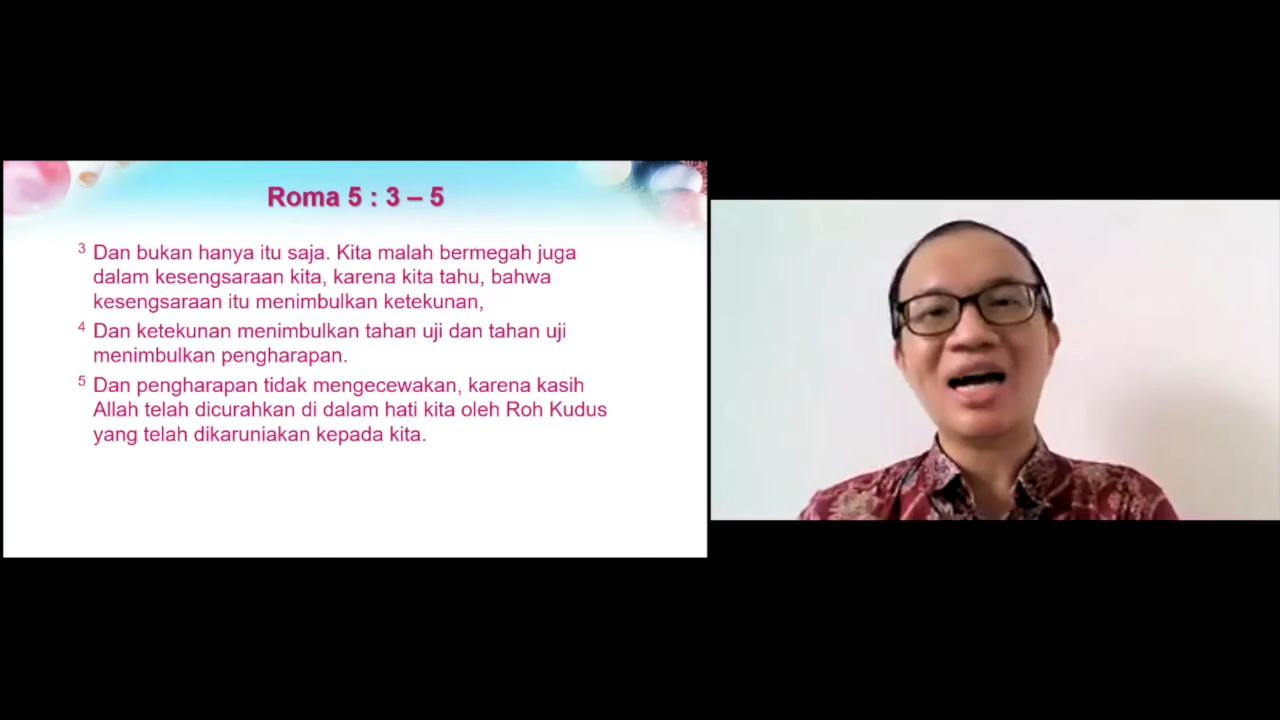 Roma 5 : 3 – 5
3 Dan bukan hanya itu saja. Kita malah bermegah juga
dalam kesengsaraan kita, karena kita tahu, bahwa
kesengsaraan itu menimbulkan ketekunan,
4 Dan ketekunan menimbulkan tahan uji dan tahan uji
menimbulkan pengharapan.
5 Dan pengharapan tidak mengecewakan, karena kasih
Allah telah dicurahkan di dalam hati kita oleh Roh Kudus
yang telah dikaruniakan kepada kita.